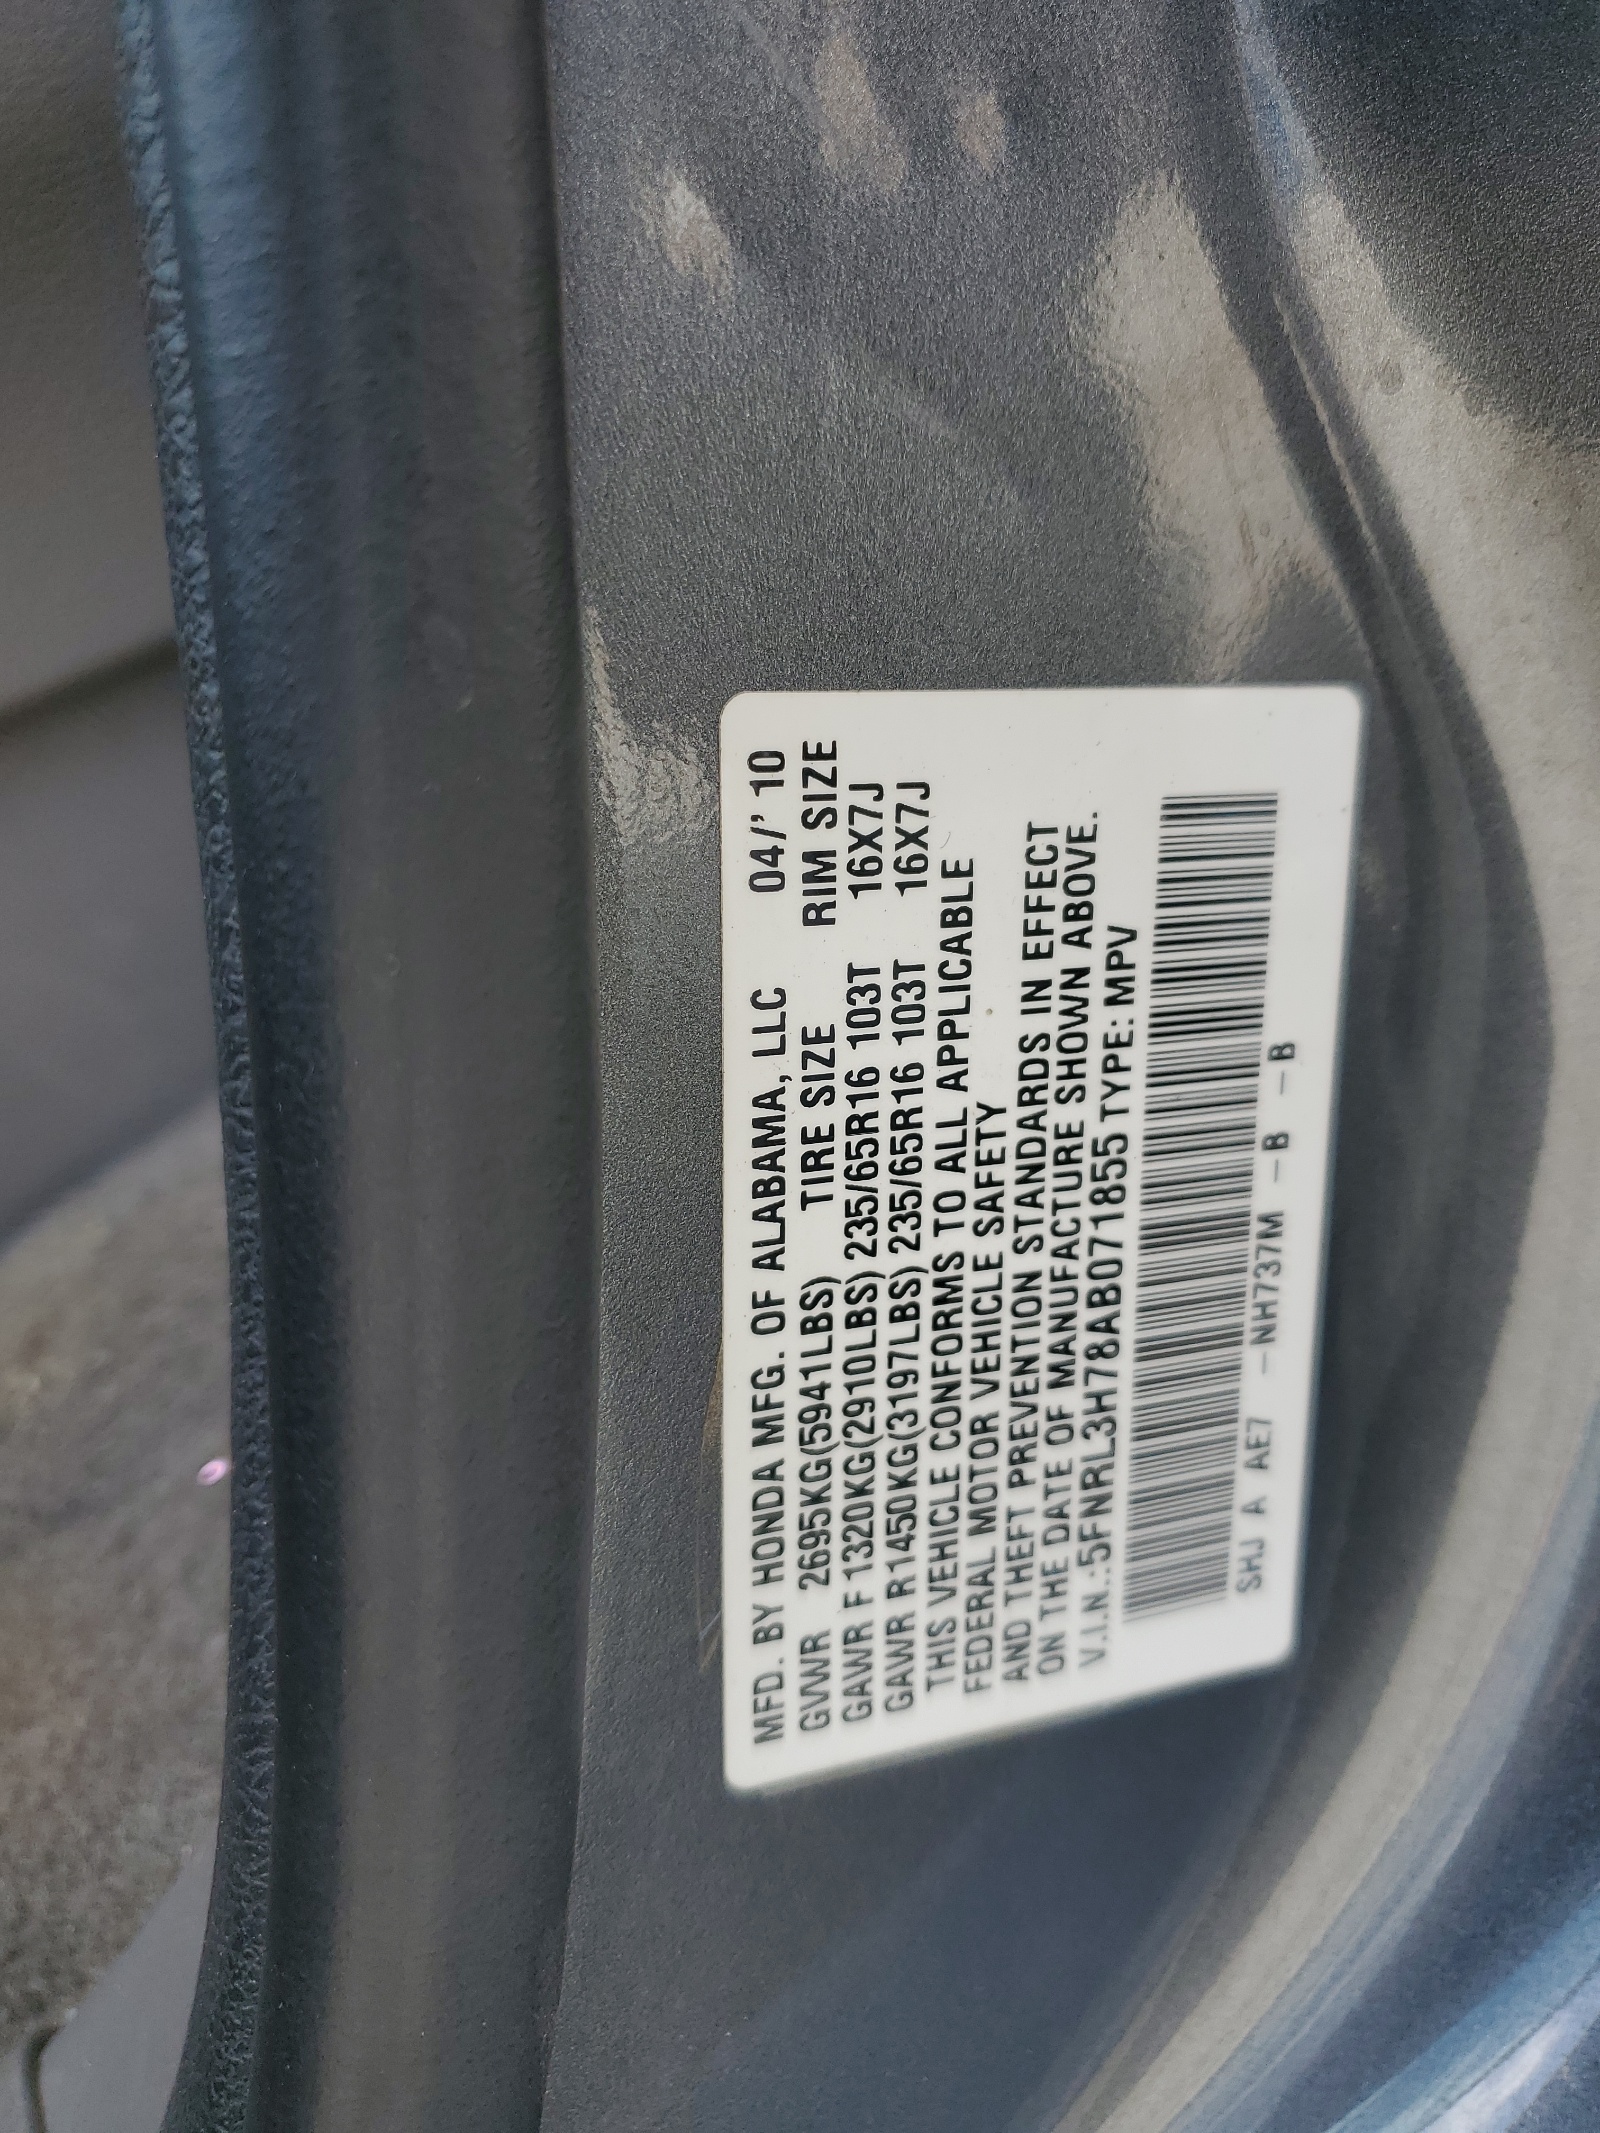 MFD. BY HONDA MFG. OF ALABAMA, LLC 04/' 10
GVWR 2695KG(5941LBS) TIRE SIZE RIM SIZE
GAWR F 1320KG(2910LBS) 235/65R16 103T 16X7J
GAWR R1450KG(3197LBS) 235/65R16 103T 16X7J
THIS VEHICLE CONFORMS TO ALL APPLICABLE
FEDERAL MOTOR VEHICLE SAFETY
AND THEFT PREVENTION STANDARDS IN EFFECT
ON THE DATE OF MANUFACTURE SHOWN ABOVE.
V.I.N.:5FNRL3H78AB071855 TYPE: MPV
SHJ A AE7 -NH737M -B -B